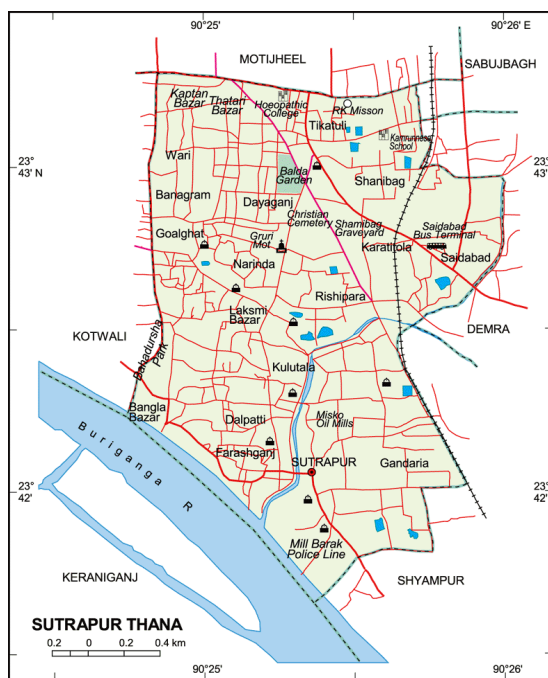 90°25'
90°26' E
MOTIJHEEL
SABUJBAGH
Kaptan
Bazar
Thatari
Bazar
Hoeopathic
College
RK Misson
Tikatuli
Kamrunnesa
School
Wari
23°
43' N
23°
43' N
Balda
Garden
Shanibag
Banagram
Dayaganj
Christian
Cemetery
Shamibag
Graveyard
Saidabad
Bus Terminal
Goalghat
Gruri
Mot
Karatitola
Saidabad
Narinda
Rishipara
Laksmi
Bazar
KOTWALI
Bahadursha
Park
DEMRA
Kulutala
Bangla
Bazar
Dalpatti
Misko
Oil Mills
Farashganj
SUTRAPUR
Gandaria
Buriganga R
23°
42'
23°
42'
Mill Barak
Police Line
KERANIGANJ
SHYAMPUR
SUTRAPUR THANA
0.2 0 0.2 0.4 km
90°25'
90°26'